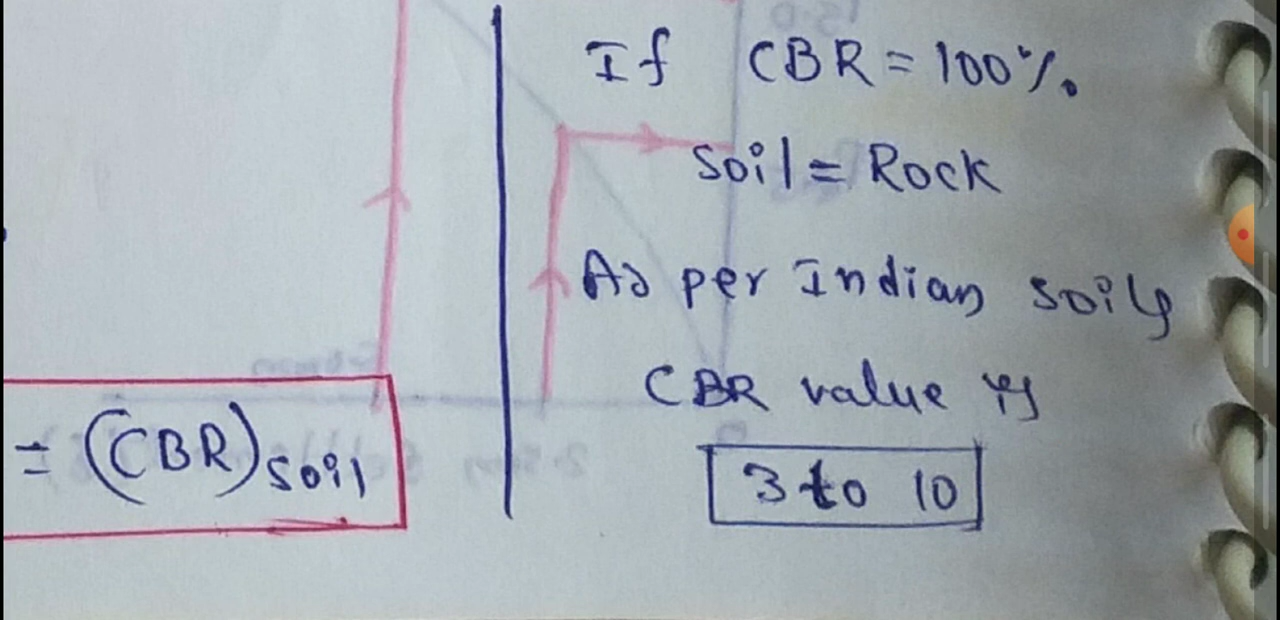 = (CBR)soil
If CBR = 100%.
Soil = Rock
As per Indian soils
CBR value is
3 to 10